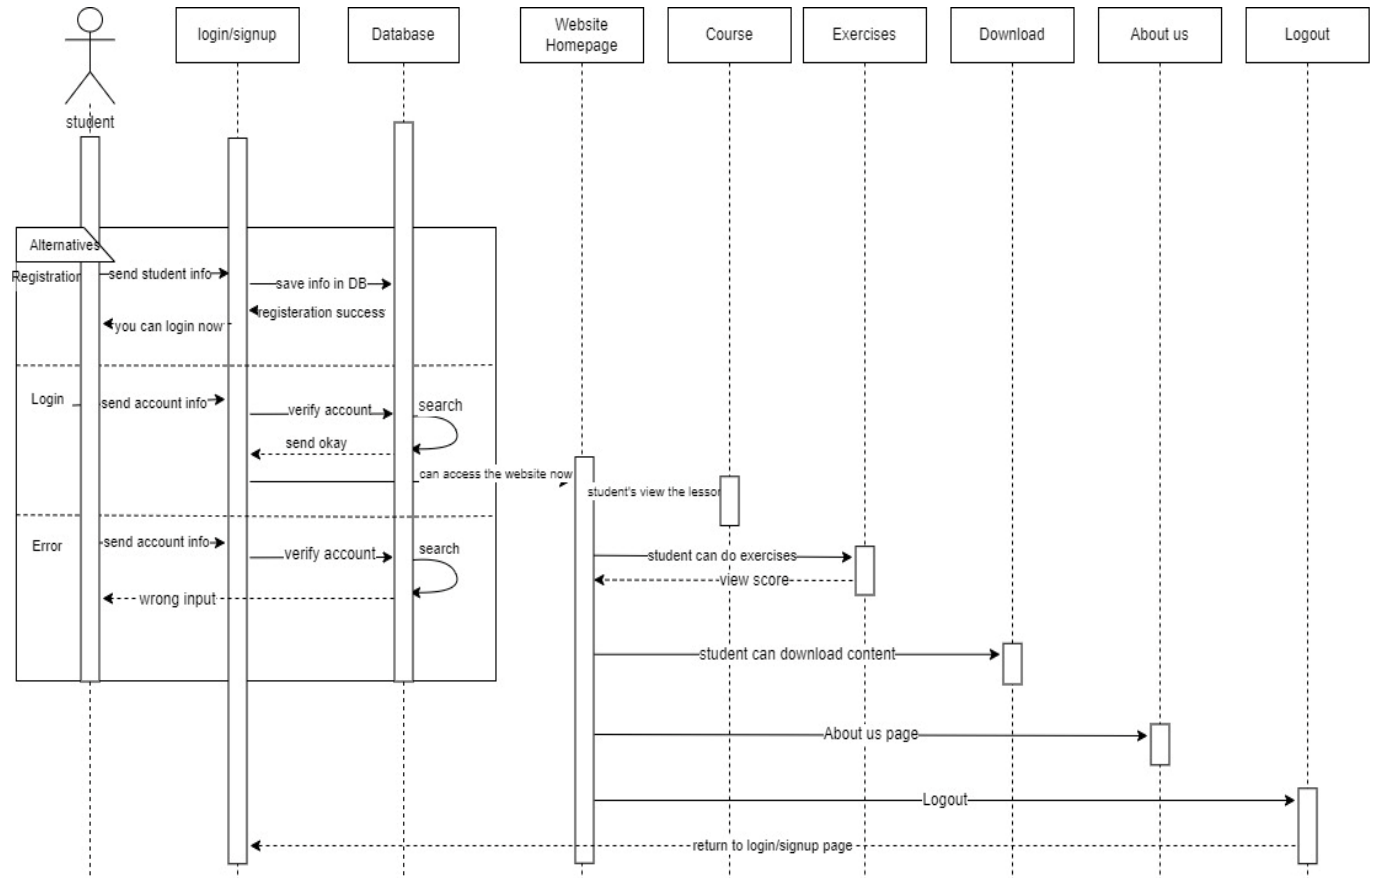 login/signup
Database
Website
Homepage
Course
Exercises
Download
About us
Logout
student
Alternatives
Registration
send student info
save info in DB
registeration success
you can login now
Login
send account info
verify account
search
send okay
can access the website now
student's view the lesson
Error
send account info
verify account
search
student can do exercises
view score
wrong input
student can download content
About us page
Logout
return to login/signup page